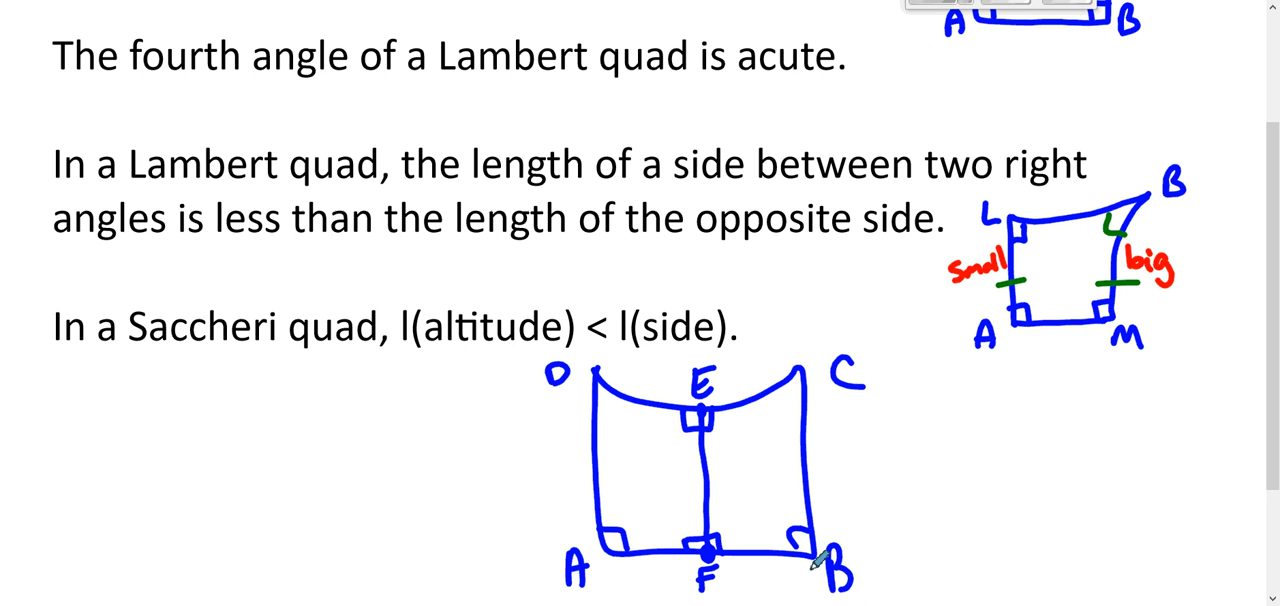 A B
The fourth angle of a Lambert quad is acute.
In a Lambert quad, the length of a side between two right
angles is less than the length of the opposite side.
L B
small big
A M
In a Saccheri quad, l(altitude) < l(side).
D E C
A F B